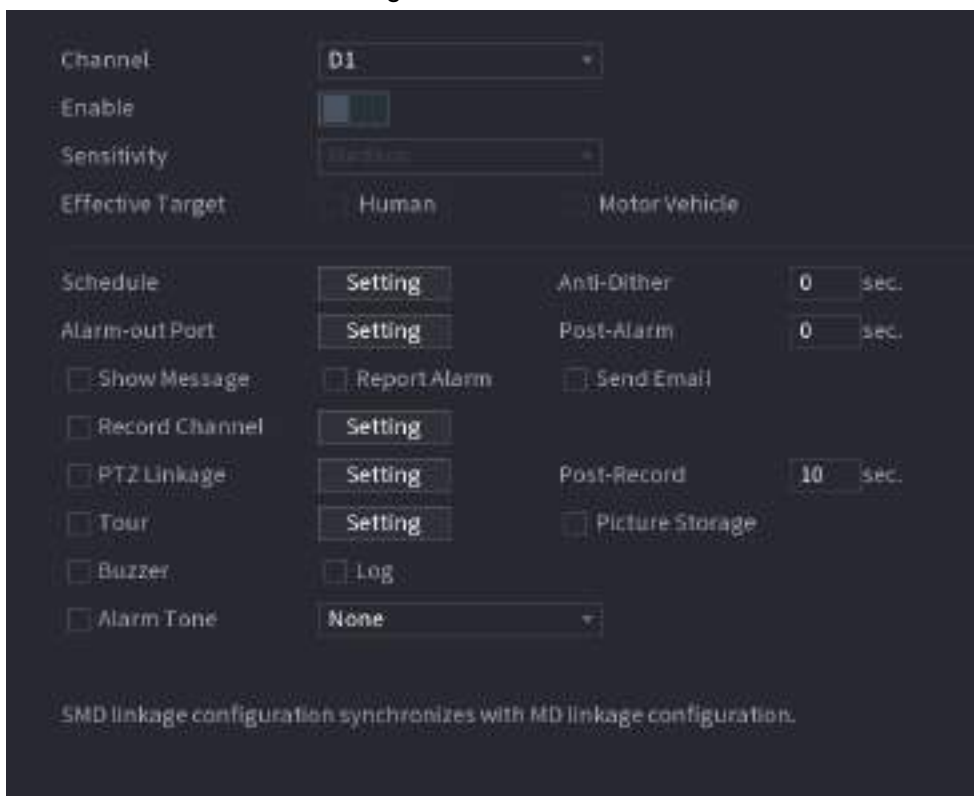 Channel D1
Enable
Sensitivity
Effective Target Human Motor Vehicle
Schedule Setting Anti-Dither 0 sec.
Alarm-out Port Setting Post-Alarm 0 sec.
Show Message Report Alarm Send Email
Record Channel Setting
PTZ Linkage Setting Post-Record 10 sec.
Tour Setting Picture Storage
Buzzer Log
Alarm Tone None
SMD linkage configuration synchronizes with MD linkage configuration.